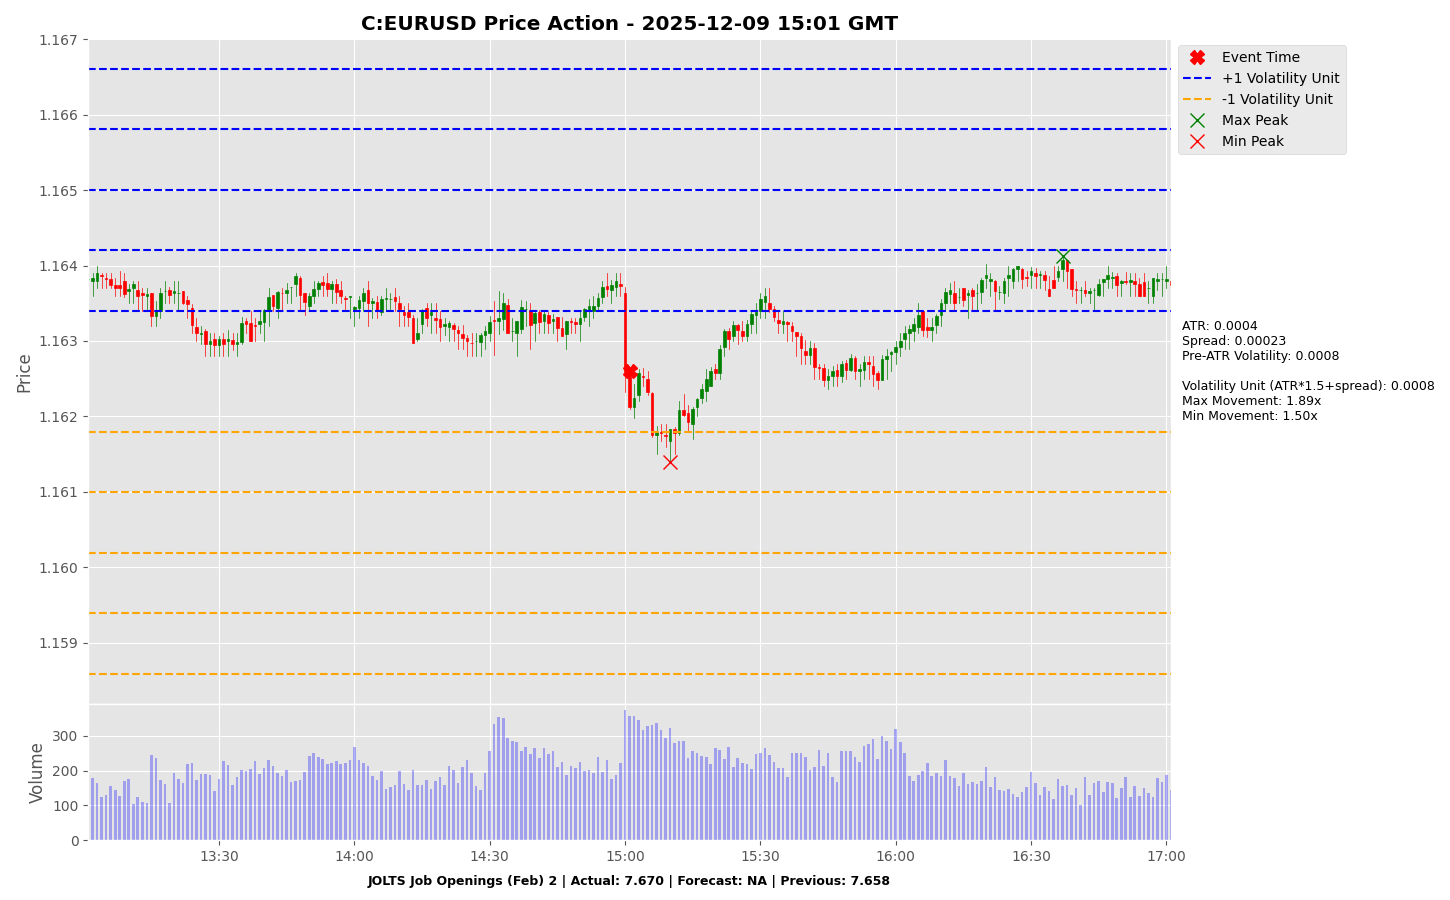 C:EURUSD Price Action - 2025-12-09 15:01 GMT
Price
1.167
1.166
1.165
1.164
1.163
1.162
1.161
1.160
1.159
Event Time
+1 Volatility Unit
-1 Volatility Unit
Max Peak
Min Peak
ATR: 0.0004
Spread: 0.00023
Pre-ATR Volatility: 0.0008
Volatility Unit (ATR*1.5+spread): 0.0008
Max Movement: 1.89x
Min Movement: 1.50x
Volume
300
200
100
0
13:30 14:00 14:30 15:00 15:30 16:00 16:30 17:00
JOLTS Job Openings (Feb) 2 | Actual: 7.670 | Forecast: NA | Previous: 7.658